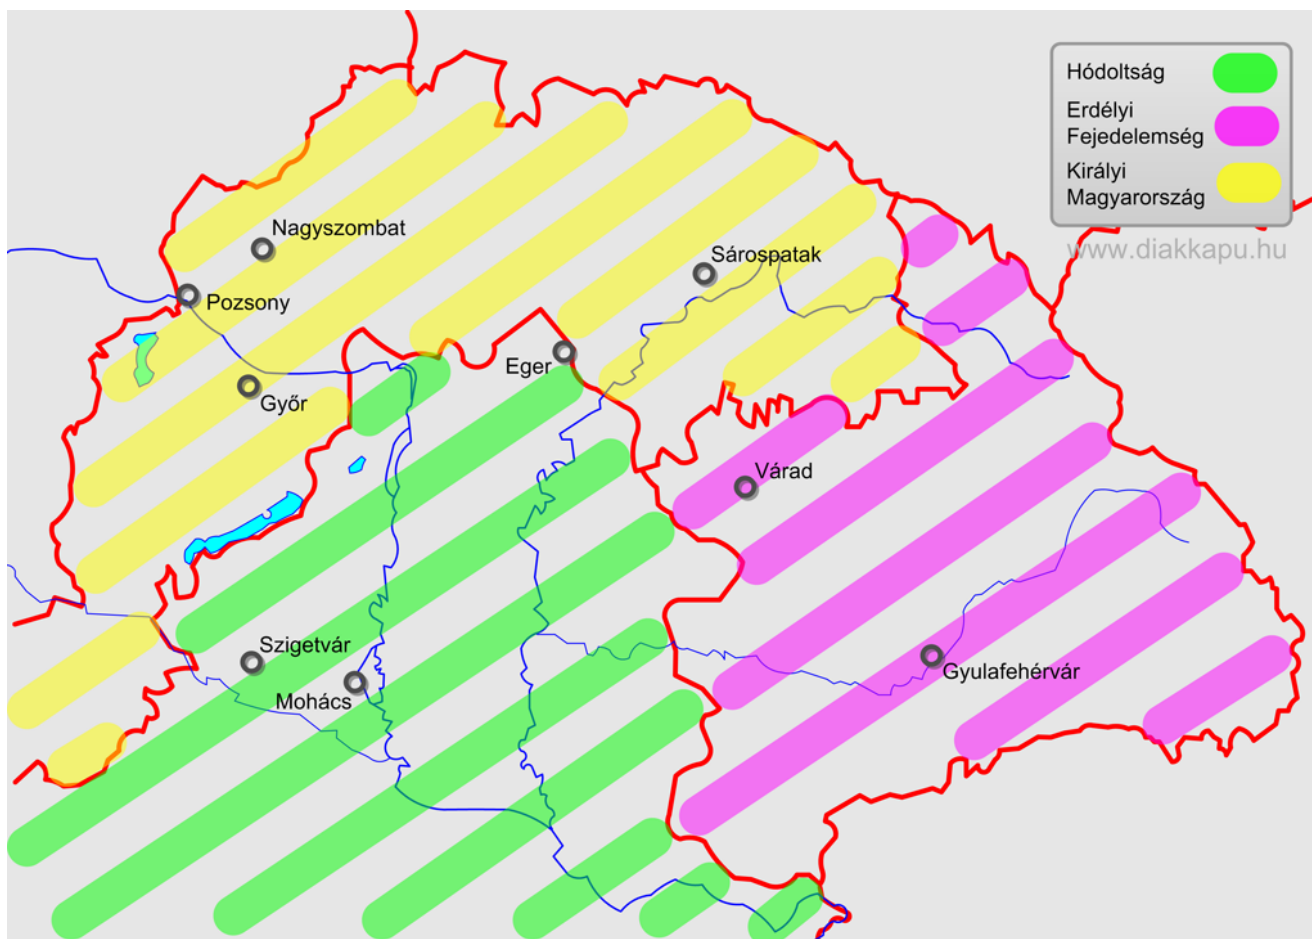 Hódoltság
Erdélyi
Fejedelemség
Királyi
Magyarország
www.diakkapu.hu
Nagyszombat
Sárospatak
Pozsony
Eger
Győr
Várad
Szigetvár
Gyulafehérvár
Mohács